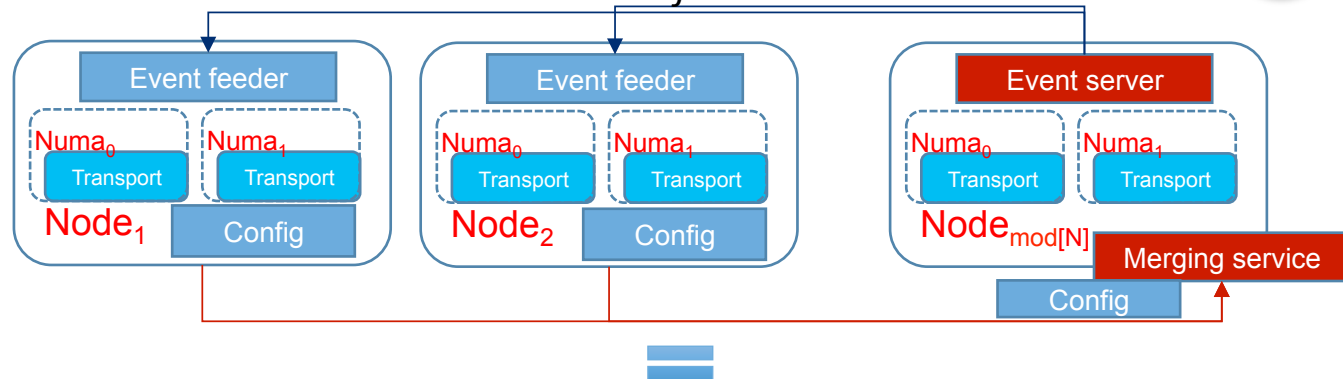 Event feeder
Numa0 Numa1
Transport Transport
Node1 Config
Event feeder
Numa0 Numa1
Transport Transport
Node2 Config
Event server
Numa0 Numa1
Transport Transport
Nodemod[N]
Merging service
Config